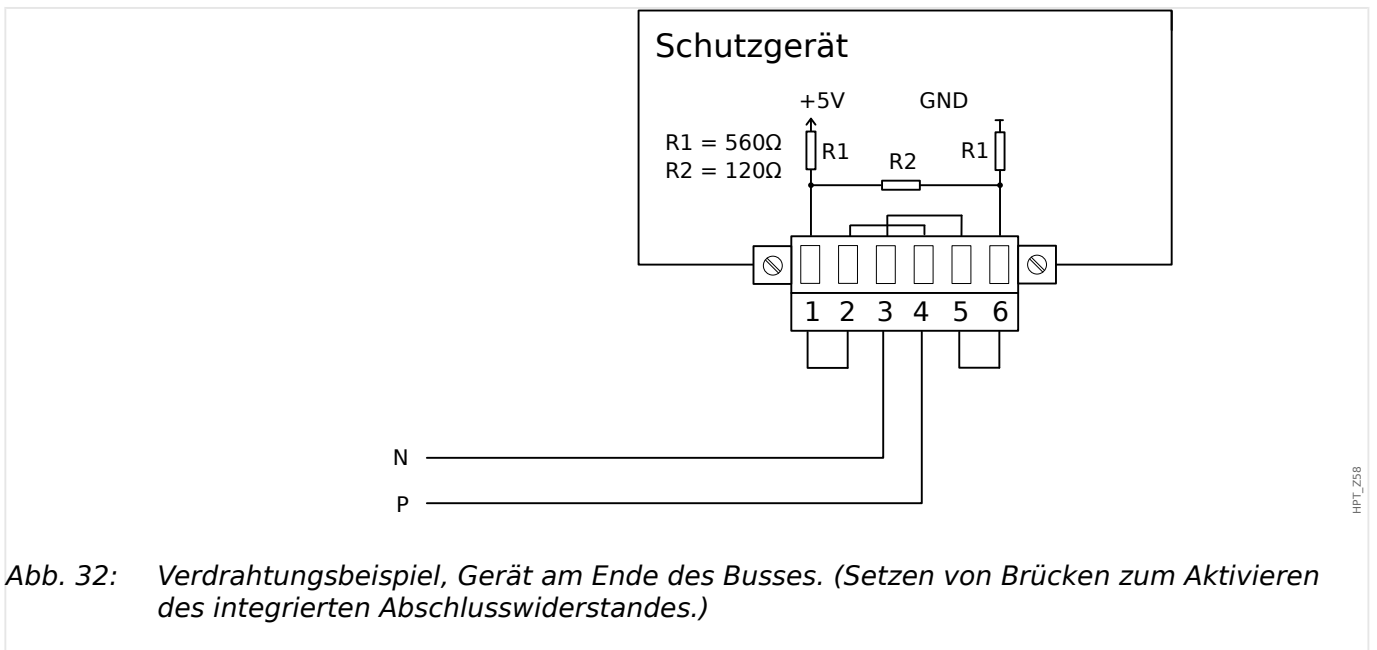 Schutzgerät
+5V GND
R1 = 560Ω
R2 = 120Ω
R1 R2 R1
1 2 3 4 5 6
N
P
HPT_Z58
Abb. 32: Verdrahtungsbeispiel, Gerät am Ende des Busses. (Setzen von Brücken zum Aktivieren
des integrierten Abschlusswiderstandes.)